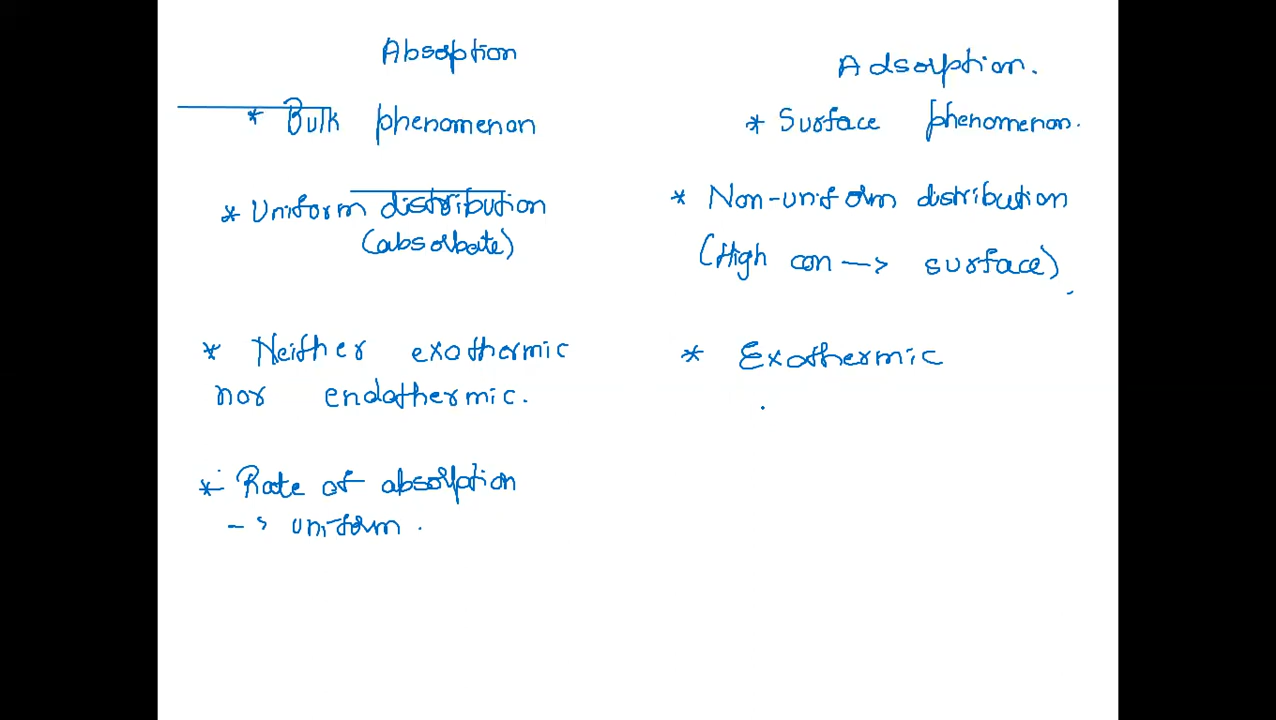 Absorption
* Bulk phenomenon
* Uniform distribution
(absorbate)
* Neither exothermic
nor endothermic.
* Rate of absorption
-> uniform.
Adsorption.
* Surface phenomenon.
* Non-uniform distribution
(High con -> surface)
* Exothermic